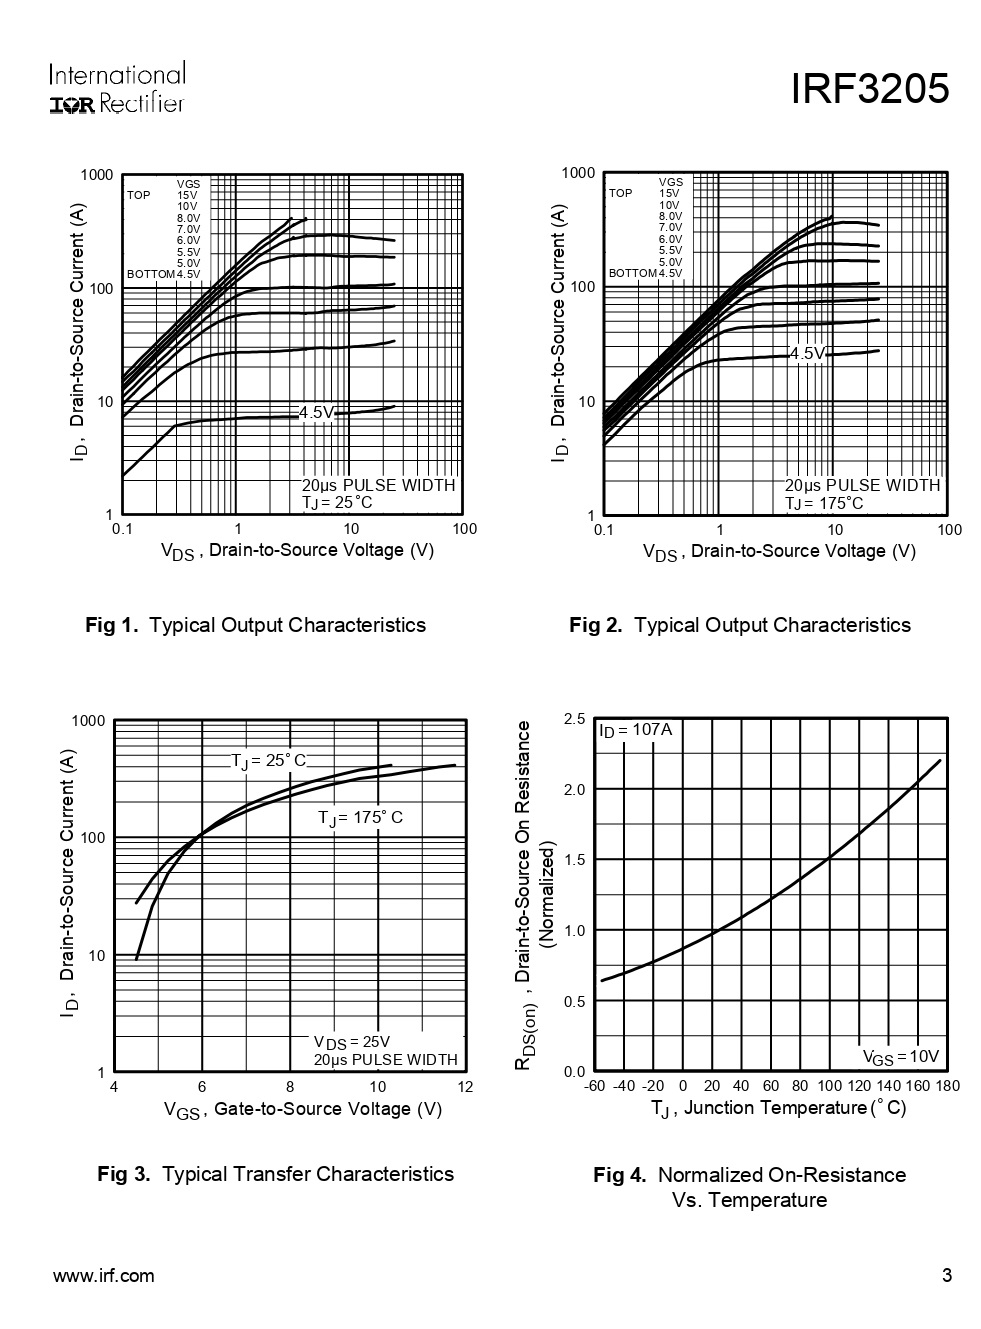 International
IOR Rectifier
IRF3205
1000
100
10
1
0.1 1 10 100
I D , Drain-to-Source Current (A)
VDS , Drain-to-Source Voltage (V)
VGS
TOP 15V
10V
8.0V
7.0V
6.0V
5.5V
5.0V
BOTTOM 4.5V
4.5V
20µs PULSE WIDTH
TJ = 25°C
Fig 1. Typical Output Characteristics
1000
100
10
1
0.1 1 10 100
I D , Drain-to-Source Current (A)
VDS , Drain-to-Source Voltage (V)
VGS
TOP 15V
10V
8.0V
7.0V
6.0V
5.5V
5.0V
BOTTOM 4.5V
4.5V
20µs PULSE WIDTH
TJ = 175°C
Fig 2. Typical Output Characteristics
1000
100
10
1
4 6 8 10 12
I D , Drain-to-Source Current (A)
VGS , Gate-to-Source Voltage (V)
TJ = 25° C
TJ = 175° C
V DS = 25V
20µs PULSE WIDTH
Fig 3. Typical Transfer Characteristics
2.5
2.0
1.5
1.0
0.5
0.0
-60 -40 -20 0 20 40 60 80 100 120 140 160 180
RDS(on) , Drain-to-Source On Resistance
(Normalized)
TJ , Junction Temperature (° C)
ID = 107A
VGS = 10V
Fig 4. Normalized On-Resistance
Vs. Temperature
www.irf.com
3